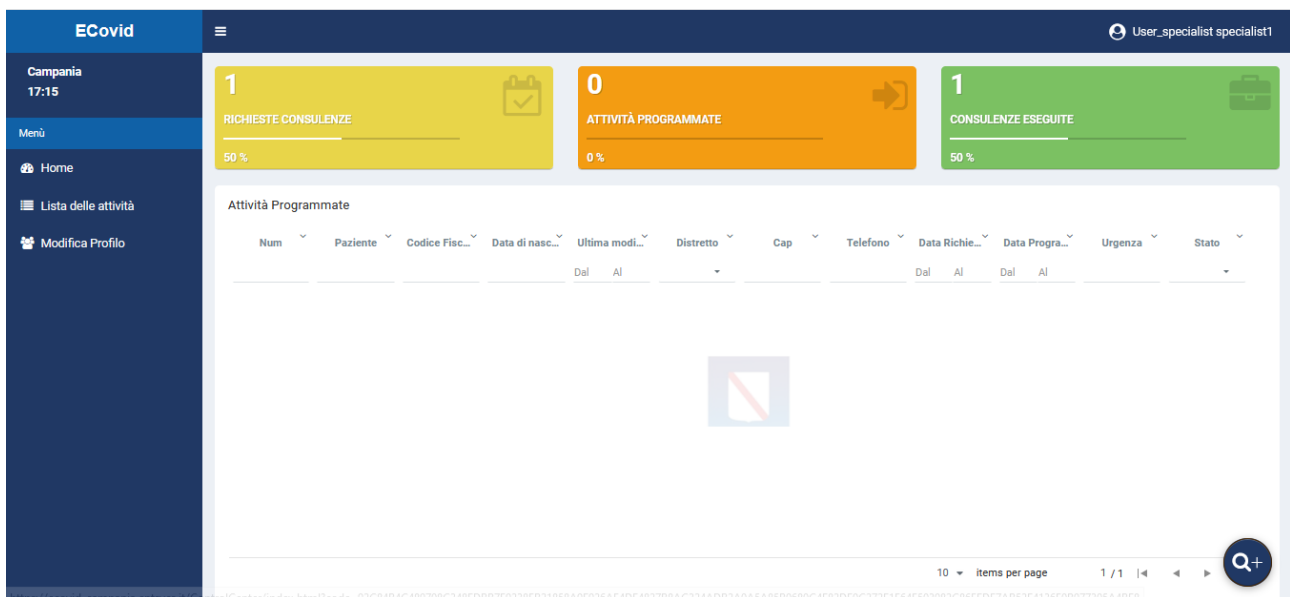 ECovid
User_specialist specialist1
Campania
17:15
Menù
Home
Lista delle attività
Modifica Profilo
1
RICHIESTE CONSULENZE
50 %
0
ATTIVITÀ PROGRAMMATE
0 %
1
CONSULENZE ESEGUITE
50 %
Attività Programmate
Num Paziente Codice Fisc... Data di nasc... Ultima modi... Distretto Cap Telefono Data Richie... Data Progra... Urgenza Stato
Dal Al Dal Al Dal Al
10 items per page 1 / 1